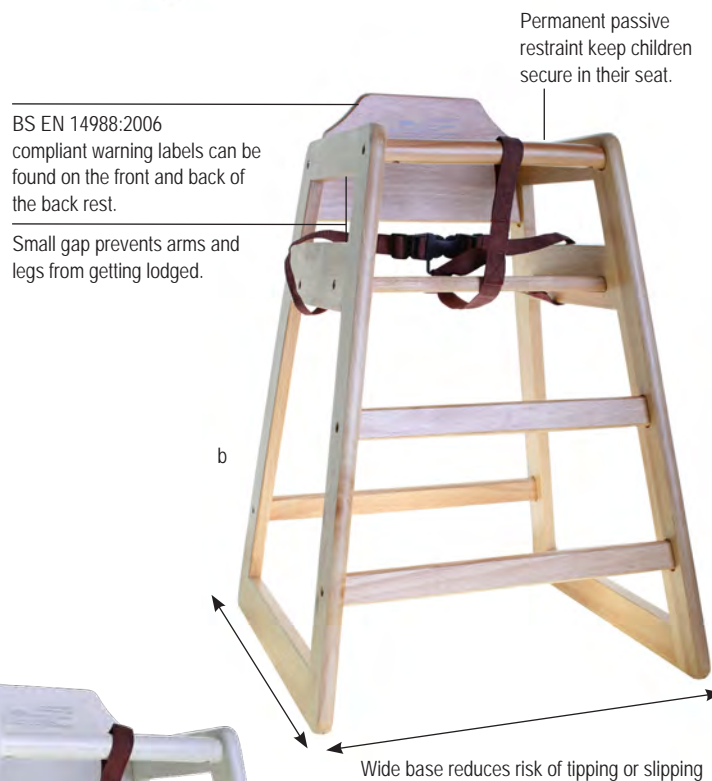 Permanent passive
restraint keep children
secure in their seat.
BS EN 14988:2006
compliant warning labels can be
found on the front and back of
the back rest.
Small gap prevents arms and
legs from getting lodged.
b
Wide base reduces risk of tipping or slipping